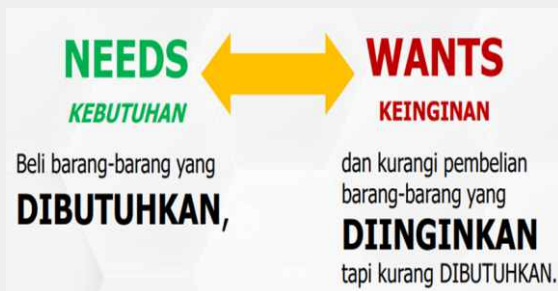 NEEDS
KEBUTUHAN
Beli barang-barang yang
DIBUTUHKAN,
WANTS
KEINGINAN
dan kurangi pembelian
barang-barang yang
DIINGINKAN
tapi kurang DIBUTUHKAN.